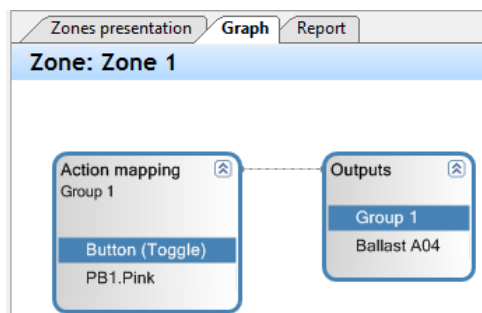 Zones presentation Graph Report
Zone: Zone 1
Action mapping
Group 1
Button (Toggle)
PB1.Pink
Outputs
Group 1
Ballast A04